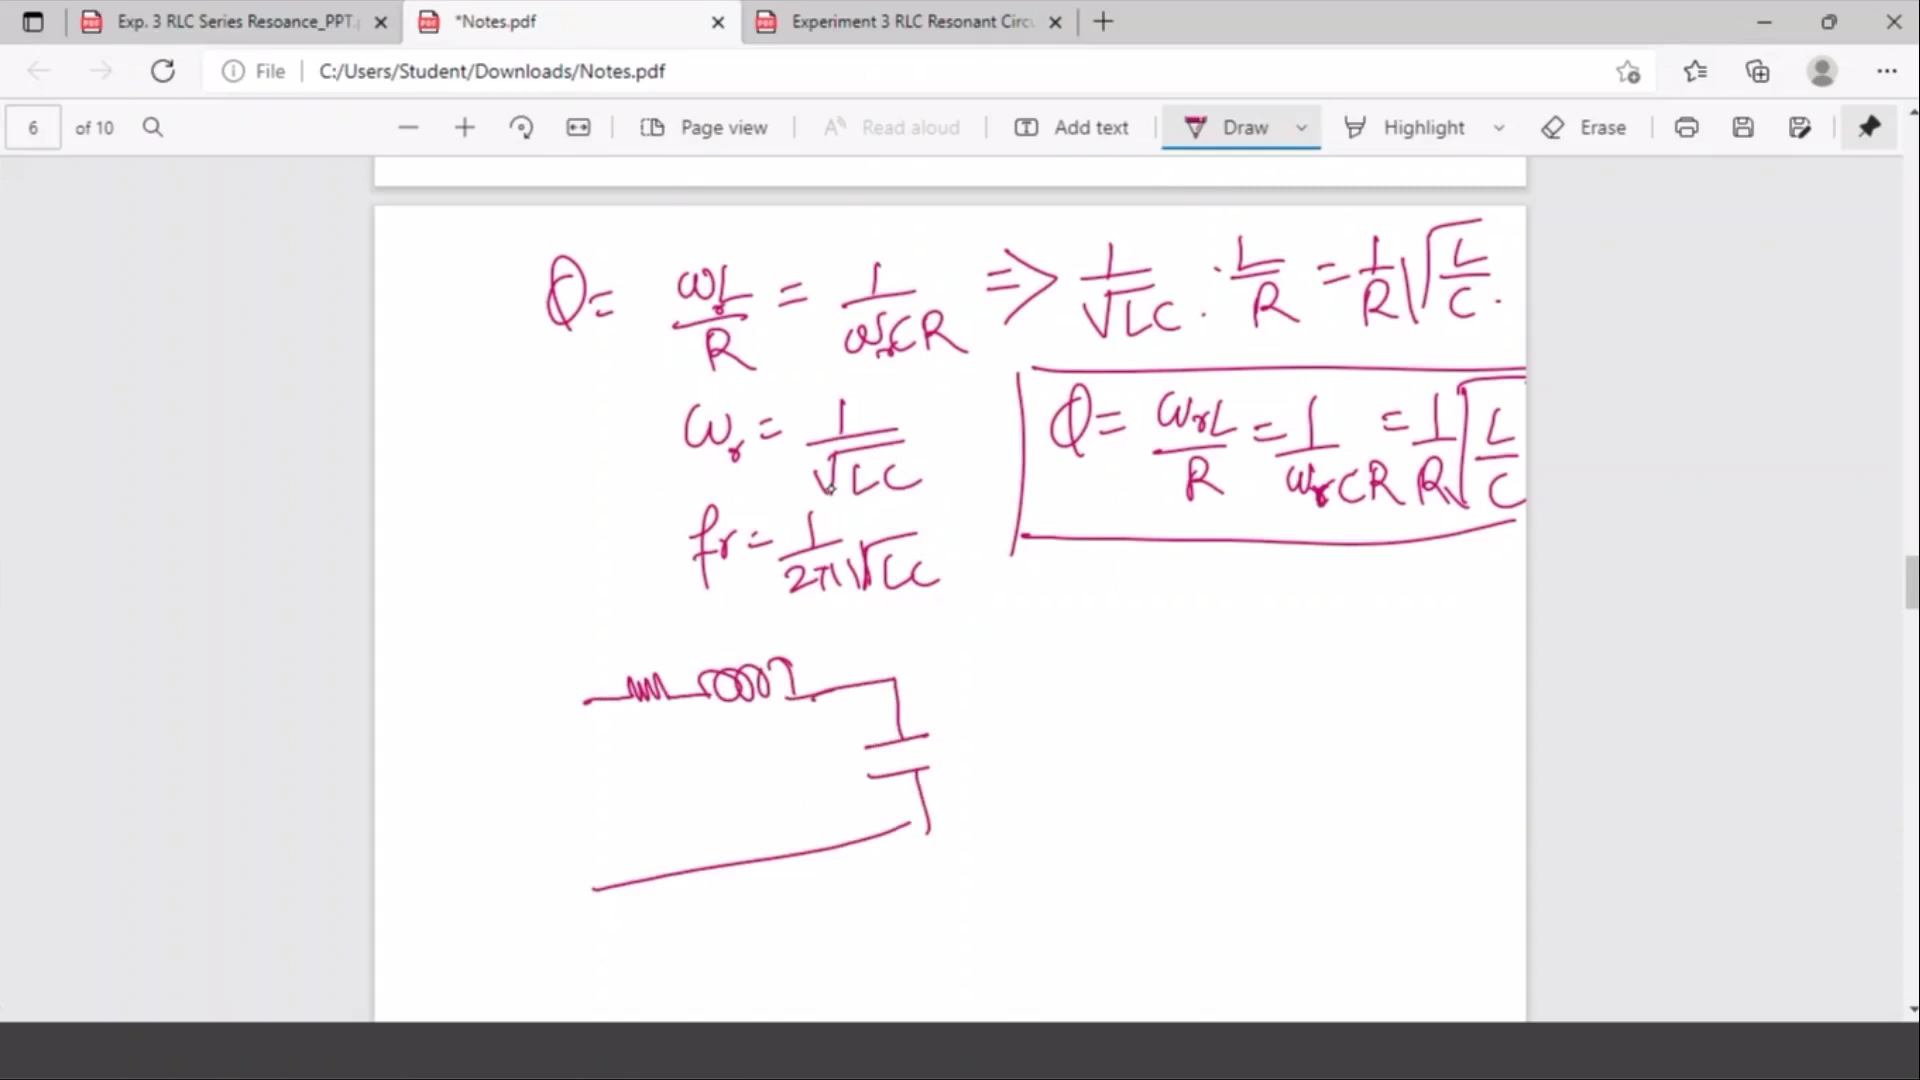 Exp. 3 RLC Series Resoance_PPT.
*Notes.pdf
Experiment 3 RLC Resonant Circu
File
C:/Users/Student/Downloads/Notes.pdf
6 of 10
Page view
Read aloud
Add text
Draw
Highlight
Erase
Q = ωᵣL/R = 1/ωᵣCR ⇒ 1/√LC · L/R = 1/R √L/C.
ωᵣ = 1/√LC
Q = ωᵣL/R = 1/ωᵣCR = 1/R √L/C
fᵣ = 1/2π√LC